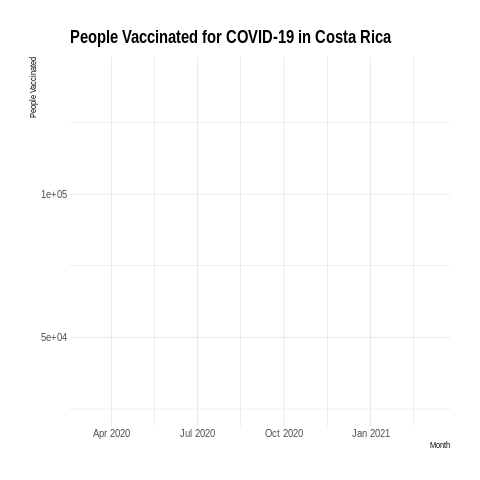 People Vaccinated for COVID-19 in Costa Rica
People Vaccinated
1e+05
5e+04
Apr 2020
Jul 2020
Oct 2020
Jan 2021
Month